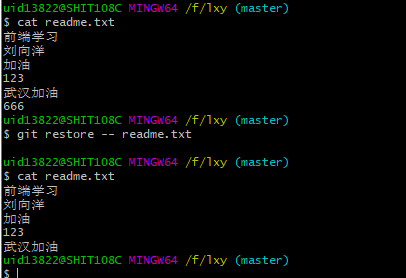 uid13822@SHIT108C MINGW64 /f/lxy (master)
$ cat readme.txt
前端学习
刘向洋
加油
123
武汉加油
666
uid13822@SHIT108C MINGW64 /f/lxy (master)
$ git restore -- readme.txt
uid13822@SHIT108C MINGW64 /f/lxy (master)
$ cat readme.txt
前端学习
刘向洋
加油
123
武汉加油
uid13822@SHIT108C MINGW64 /f/lxy (master)
$